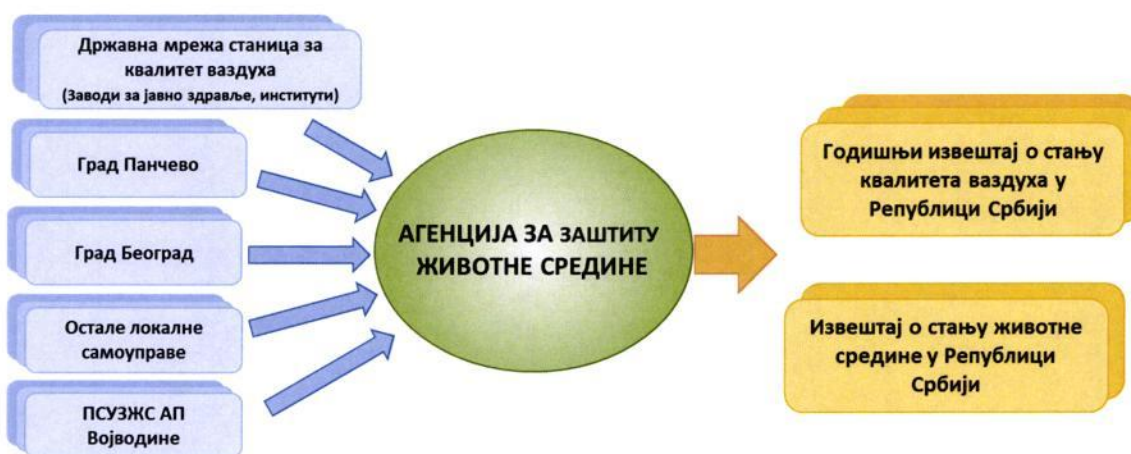 Државна мрежа станица за
квалитет ваздуха
(Заводи за јавно здравље, институти)
Град Панчево
Град Београд
Остале локалне
самоуправе
ПСУЗЖС АП
Војводине
АГЕНЦИЈА ЗА ЗАШТИТУ
ЖИВОТНЕ СРЕДИНЕ
Годишњи извештај о стању
квалитета ваздуха у
Републици Србији
Извештај о стању животне
средине у Републици
Србији